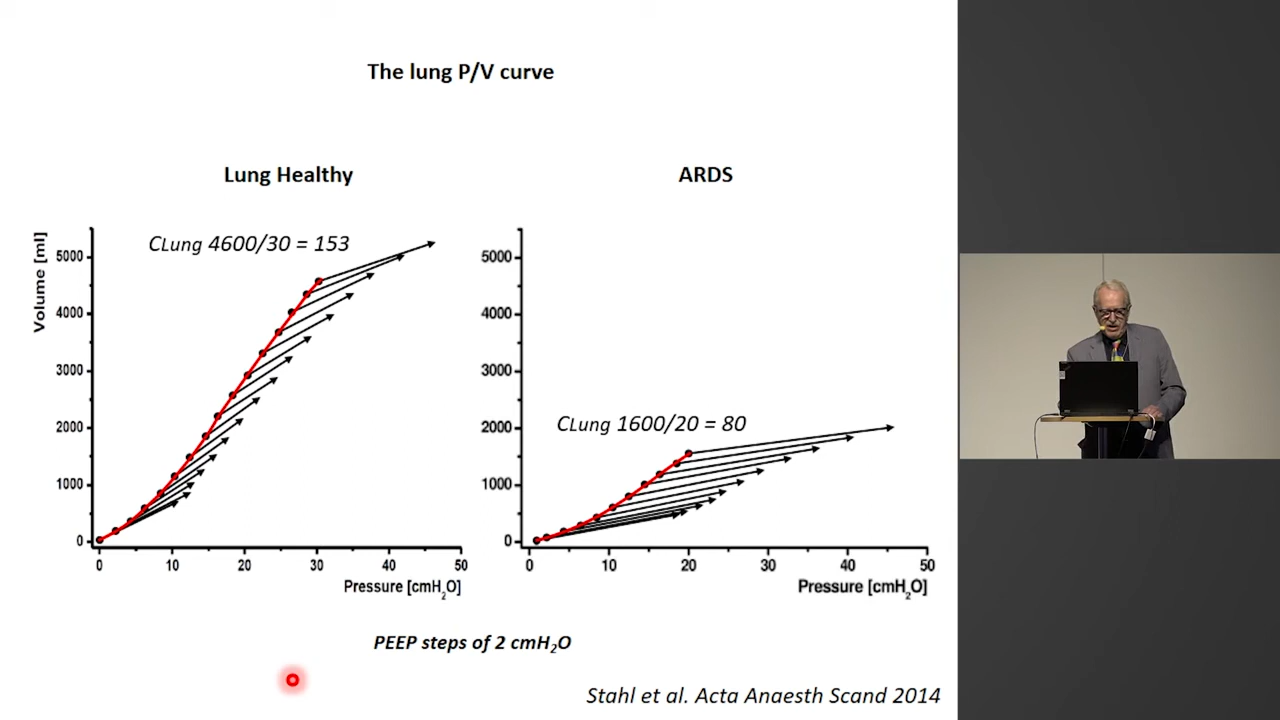 The lung P/V curve
Lung Healthy
ARDS
CLung 4600/30 = 153
Volume [ml]
5000
4000
3000
2000
1000
0
0 10 20 30 40 50
Pressure [cmH₂O]
CLung 1600/20 = 80
5000
4000
3000
2000
1000
0
0 10 20 30 40 50
Pressure [cmH₂O]
PEEP steps of 2 cmH₂O
Stahl et al. Acta Anaesth Scand 2014